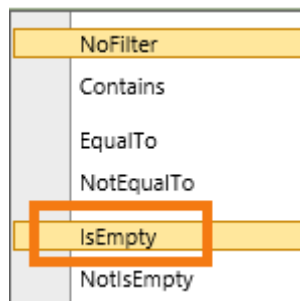 NoFilter
Contains
EqualTo
NotEqualTo
IsEmpty
NotIsEmpty